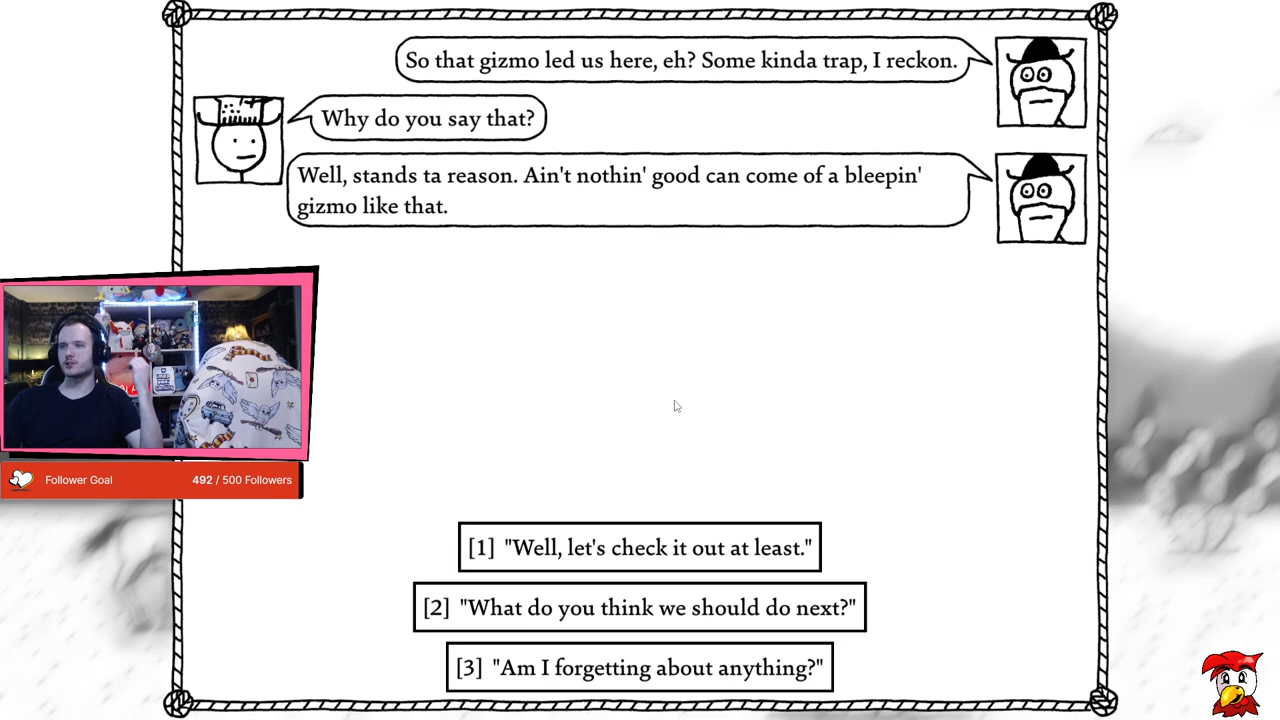 So that gizmo led us here, eh? Some kinda trap, I reckon.
Why do you say that?
Well, stands ta reason. Ain't nothin' good can come of a bleepin'
gizmo like that.
Follower Goal 492 / 500 Followers
[1] "Well, let's check it out at least."
[2] "What do you think we should do next?"
[3] "Am I forgetting about anything?"